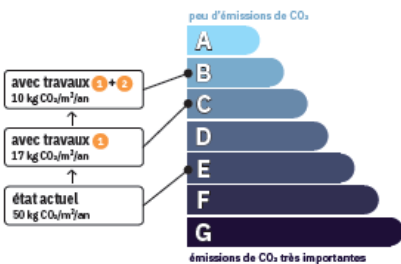 peu d'émissions de CO₂
A
B
C
D
E
F
G
émissions de CO₂ très importantes
avec travaux 1 + 2
10 kg CO₂/m²/an
avec travaux 1
17 kg CO₂/m²/an
état actuel
50 kg CO₂/m²/an